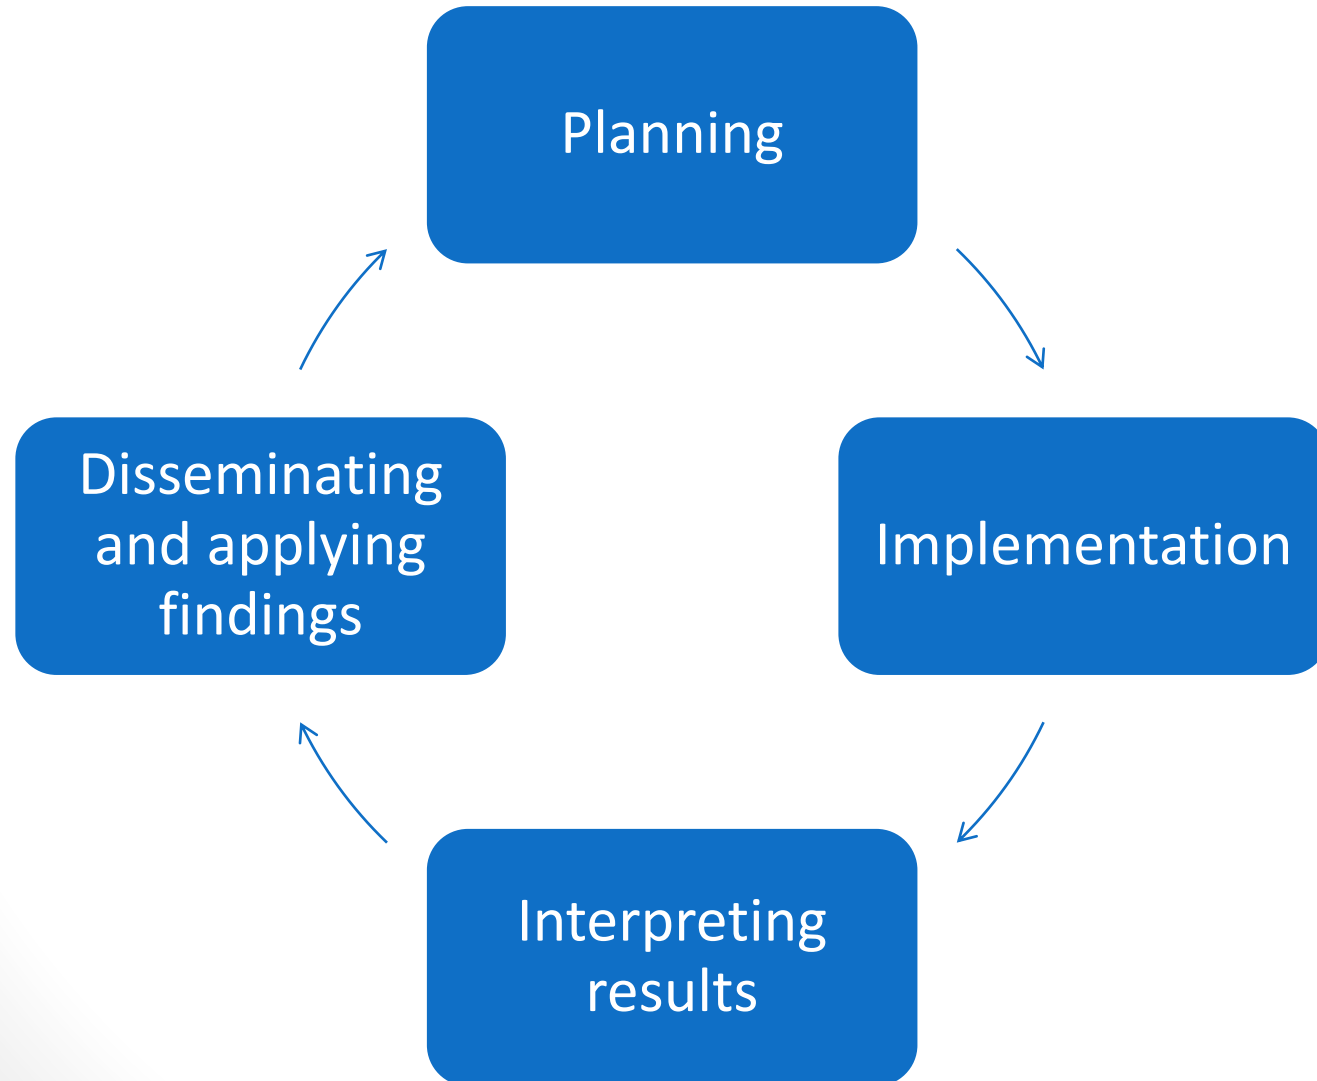 Planning
Implementation
Interpreting
results
Disseminating
and applying
findings